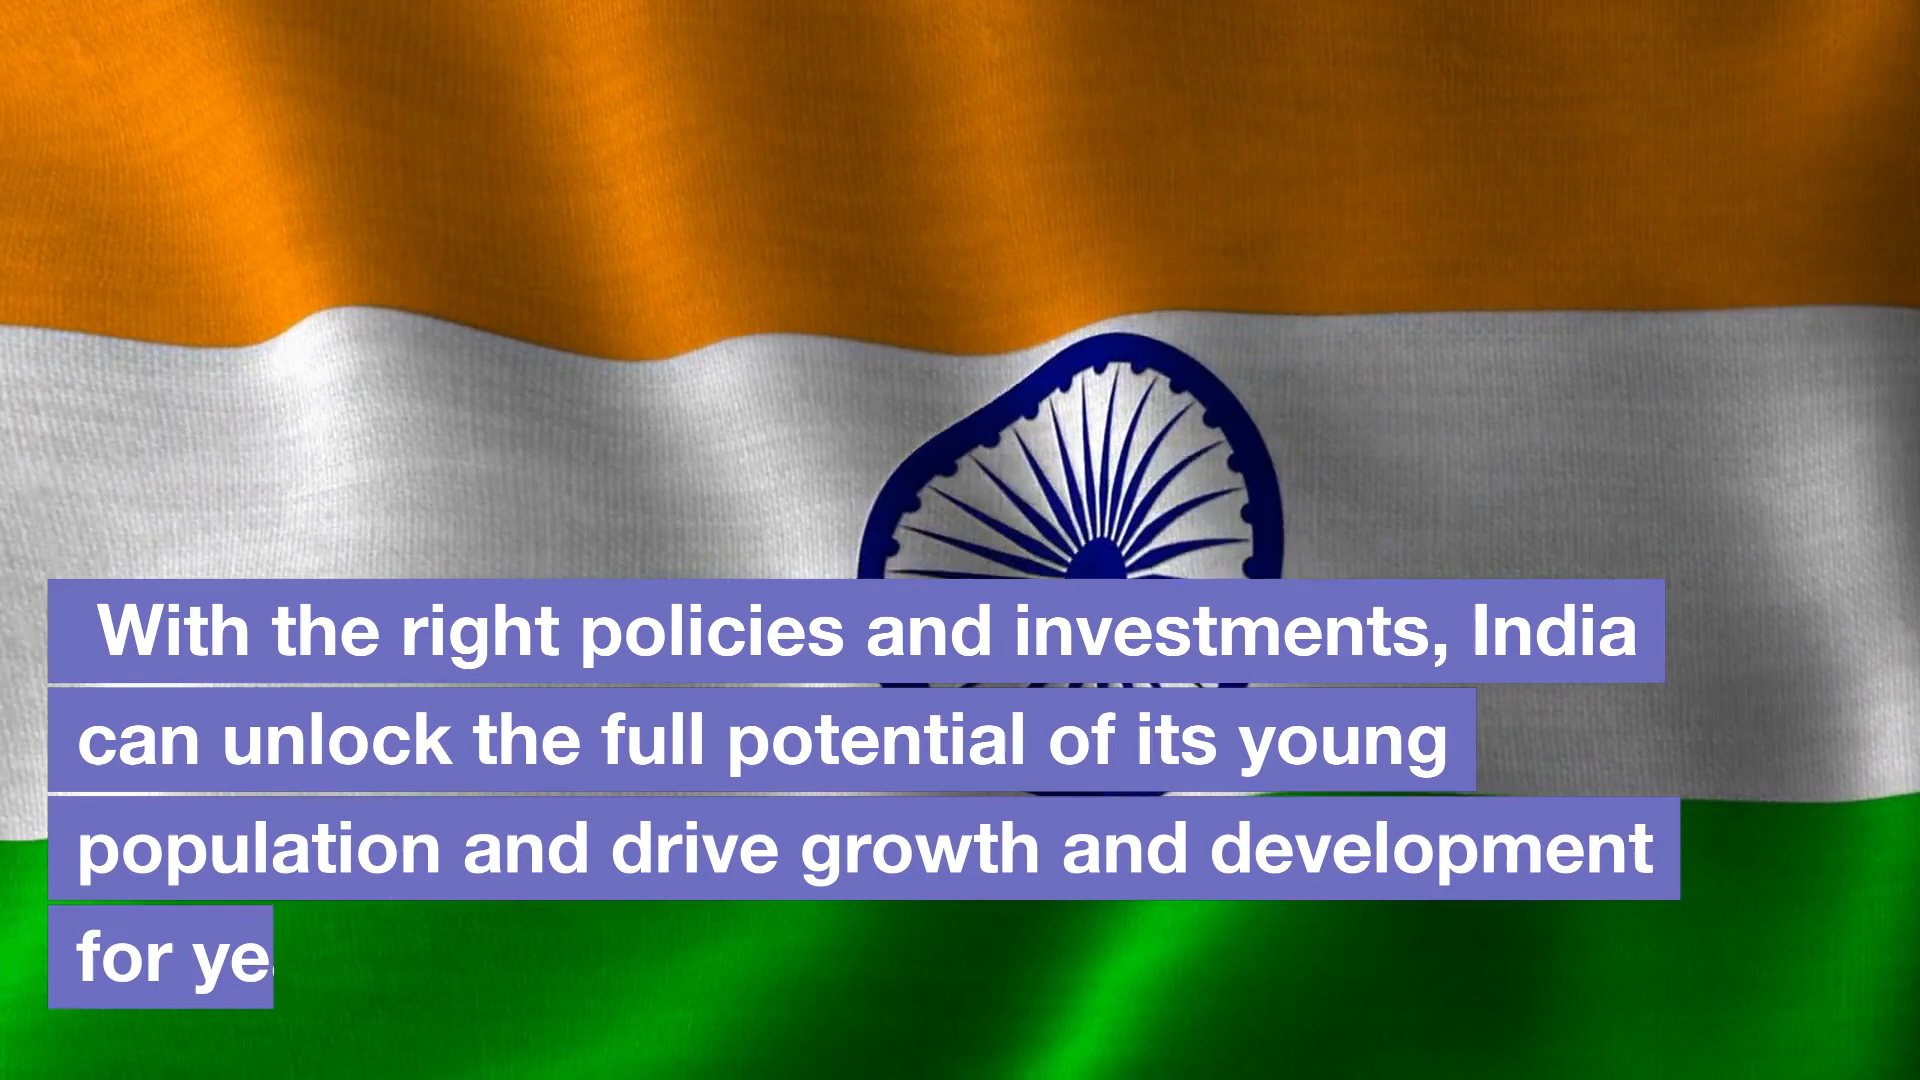 With the right policies and investments, India
can unlock the full potential of its young
population and drive growth and development
for ye